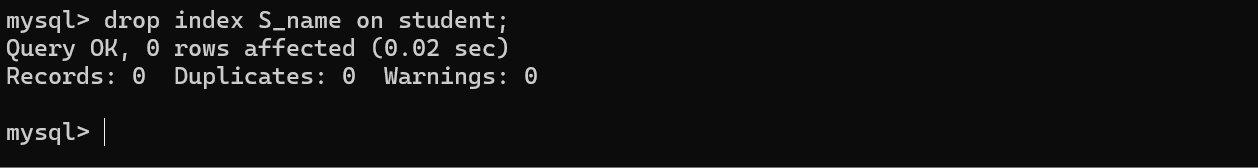 mysql> drop index S_name on student;
Query OK, 0 rows affected (0.02 sec)
Records: 0  Duplicates: 0  Warnings: 0
mysql>